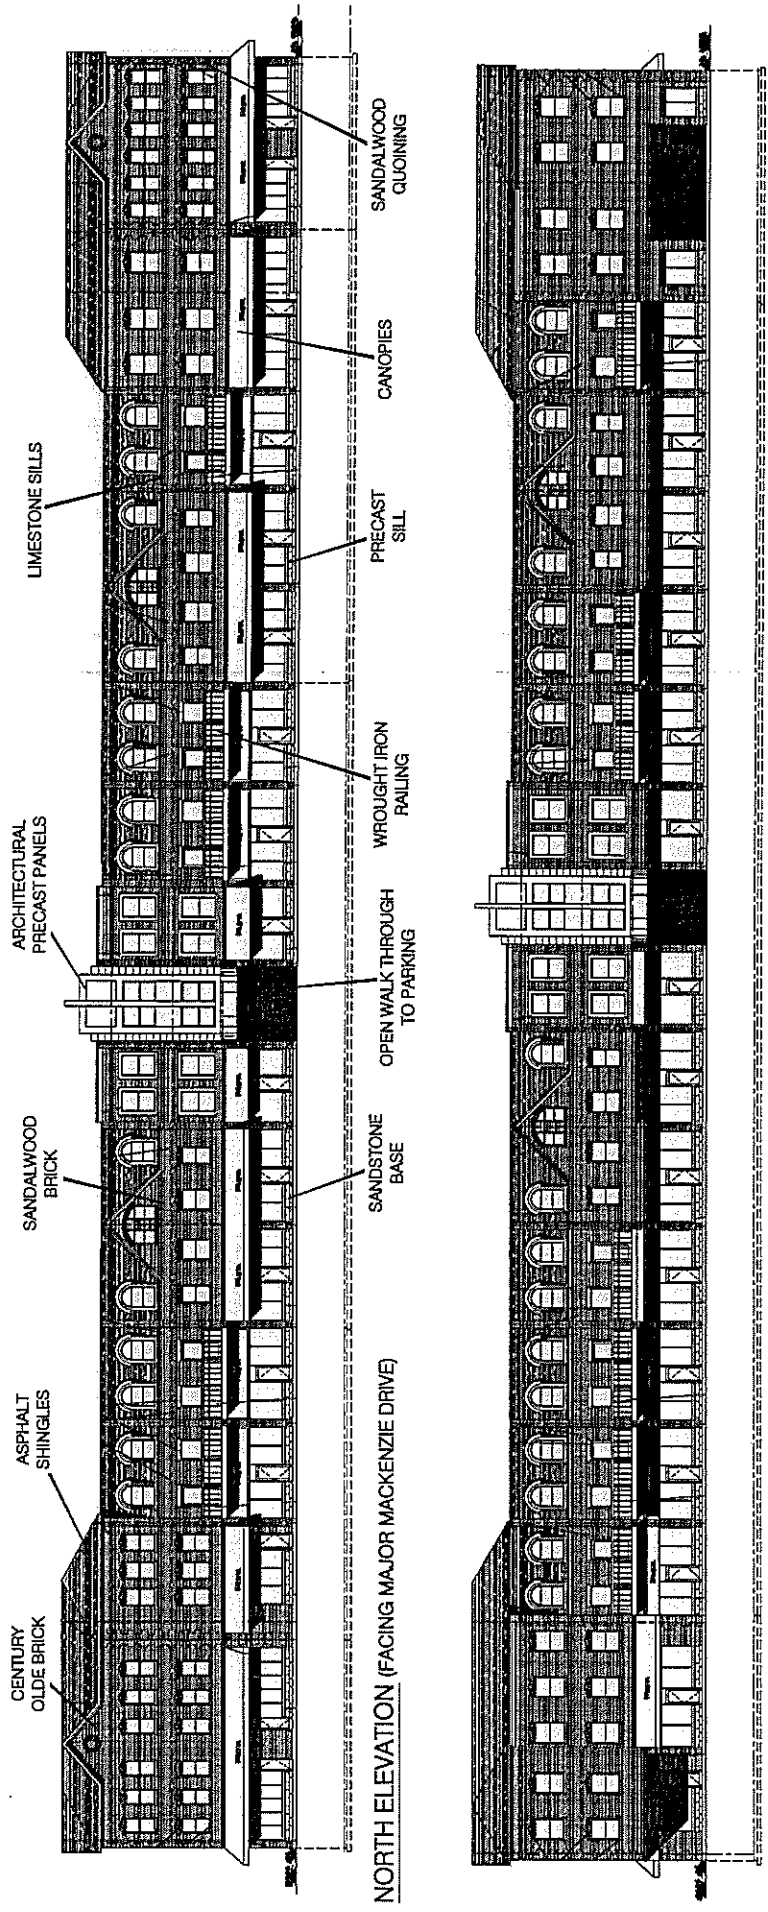 CENTURY
OLDE BRICK
ASPHALT
SHINGLES
SANDALWOOD
BRICK
ARCHITECTURAL
PRECAST PANELS
LIMESTONE SILLS
SANDSTONE
BASE
OPEN WALK THROUGH
TO PARKING
WROUGHT IRON
RAILING
PRECAST
SILL
CANOPIES
SANDALWOOD
QUOINING
NORTH ELEVATION (FACING MAJOR MACKENZIE DRIVE)